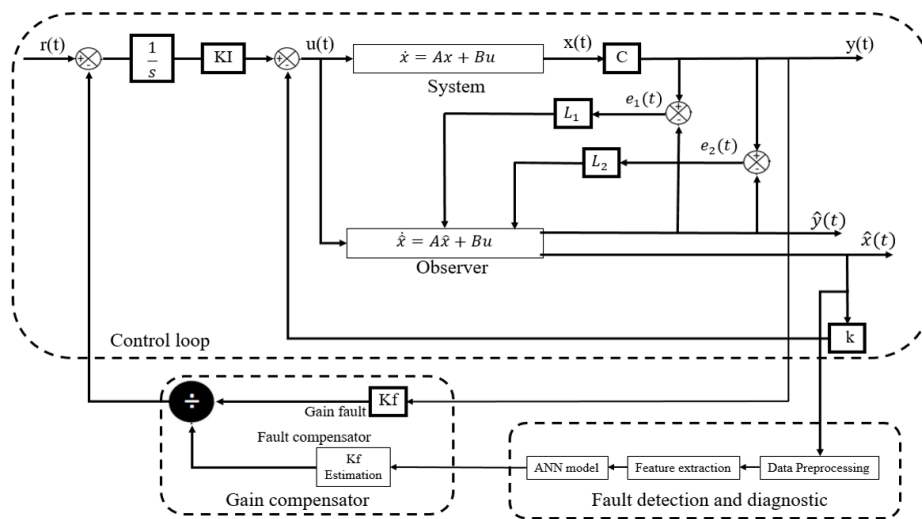 r(t)
+
-
1
s
KI
+
-
u(t)
ẋ = Ax + Bu
System
x(t)
C
y(t)
L₁
e₁(t)
+
-
L₂
e₂(t)
+
-
x̂̇ = Ax̂ + Bu
Observer
ŷ(t)
x̂(t)
k
Control loop
÷
Gain fault
Kf
Fault compensator
Kf
Estimation
Gain compensator
ANN model
Feature extraction
Data Preprocessing
Fault detection and diagnostic